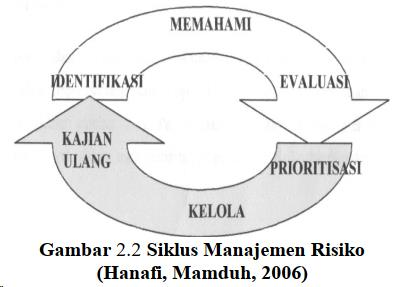 MEMAHAMI
IDENTIFIKASI
EVALUASI
KAJIAN
ULANG
PRIORITISASI
KELOLA
Gambar 2.2 Siklus Manajemen Risiko
(Hanafi, Mamduh, 2006)